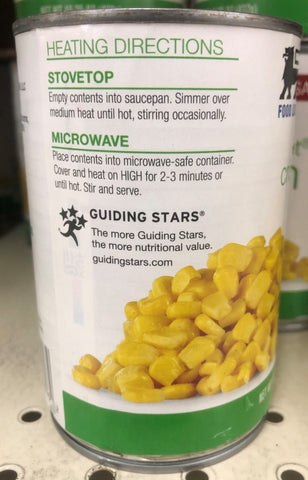 HEATING DIRECTIONS
STOVETOP
Empty contents into saucepan. Simmer over
medium heat until hot, stirring occasionally.
MICROWAVE
Place contents into microwave-safe container.
Cover and heat on HIGH for 2-3 minutes or
until hot. Stir and serve.
GUIDING STARS®
The more Guiding Stars,
the more nutritional value.
guidingstars.com
FOOD
NET